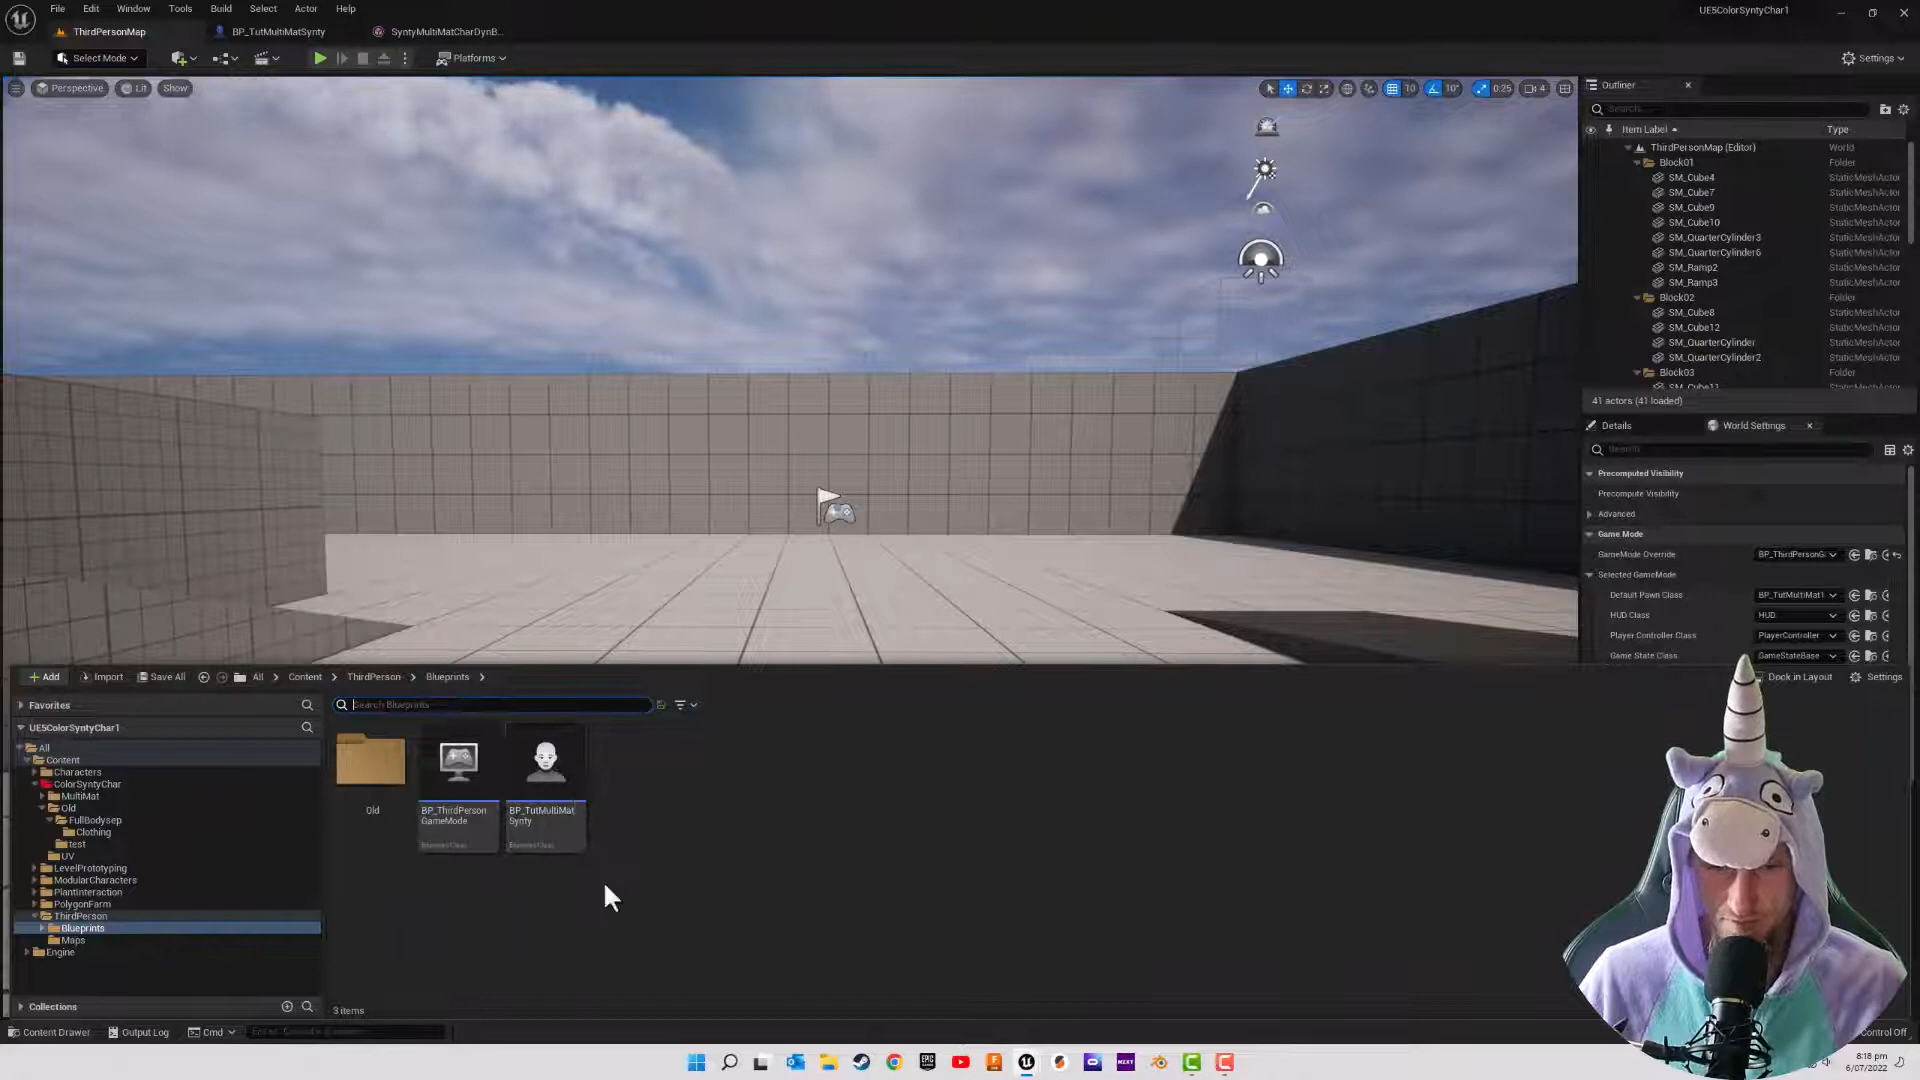 File Edit Window Tools Build Select Actor Help
UE5ColorSyntyChar1
ThirdPersonMap
BP_TutMultiMatSynty
SyntyMultiMatCharDynB...
Select Mode
Platforms
Settings
Perspective
Lit
Show
10
10°
0.25
4
Outliner
Search...
Item Label
Type
ThirdPersonMap (Editor) World
Block01 Folder
SM_Cube4 StaticMeshActor
SM_Cube7 StaticMeshActor
SM_Cube9 StaticMeshActor
SM_Cube10 StaticMeshActor
SM_QuarterCylinder3 StaticMeshActor
SM_QuarterCylinder6 StaticMeshActor
SM_Ramp2 StaticMeshActor
SM_Ramp3 StaticMeshActor
Block02 Folder
SM_Cube8 StaticMeshActor
SM_Cube12 StaticMeshActor
SM_QuarterCylinder StaticMeshActor
SM_QuarterCylinder2 StaticMeshActor
Block03 Folder
SM_Cube11 StaticMeshActor
41 actors (41 loaded)
Details
World Settings
Search
Precomputed Visibility
Precompute Visibility
Advanced
Game Mode
GameMode Override BP_ThirdPersonG
Selected GameMode
Default Pawn Class BP_TutMultiMat
HUD Class HUD
Player Controller Class PlayerController
Game State Class GameStateBase
Add
Import
Save All
All
Content
ThirdPerson
Blueprints
Dock in Layout
Settings
Favorites
Search Blueprints
UE5ColorSyntyChar1
All
Content
Characters
ColorSyntyChar
MultiMat
Old
FullBodysep
Clothing
test
UV
LevelPrototyping
ModularCharacters
PlantInteraction
PolygonFarm
ThirdPerson
Blueprints
Maps
Engine
Old
BP_ThirdPerson
GameMode
Blueprint Class
BP_TutMultiMat
Synty
Blueprint Class
Collections
3 items
Content Drawer
Output Log
Cmd
Control Off
8:18 pm
6/07/2022